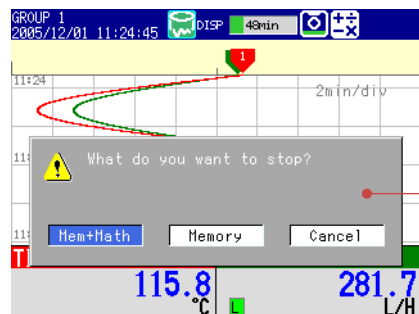 GROUP 1
2005/12/01 11:24:45 DISP 48min
1
11:24
2min/div
What do you want to stop?
Mem+Math Memory Cancel
115.8 281.7
°C L L/H